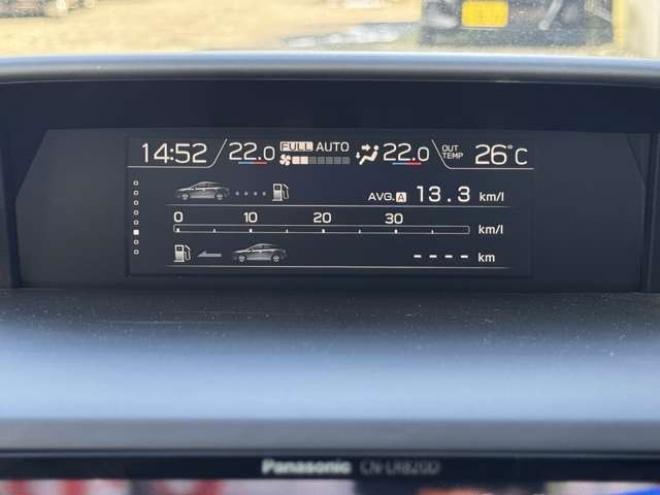 14:52 22.0 FULL AUTO 22.0 OUT TEMP 26°C
AVG. A 13.3 km/l
0 10 20 30 km/l
---- km
Panasonic CN-LR820D